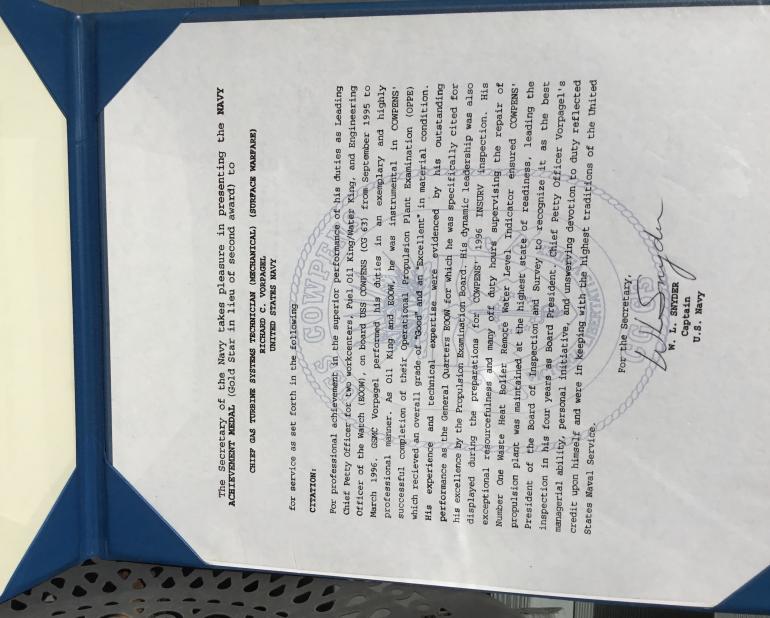 The Secretary of the Navy takes pleasure in presenting the NAVY
ACHIEVEMENT MEDAL (Gold Star in lieu of second award) to
CHIEF GAS TURBINE SYSTEMS TECHNICIAN (MECHANICAL) (SURFACE WARFARE)
RICHARD C. VORPAGEL
UNITED STATES NAVY
for service as set forth in the following
CITATION:
For professional achievement in the superior performance of his duties as Leading
Chief Petty Officer for two workcenters, Fuel Oil King/Water King, and Engineering
Officer of the Watch (EOOW), on board USS COWPENS (CG 63) from September 1995 to
March 1996. GSMC Vorpagel performed his duties in an exemplary and highly
professional manner. As Oil King and EOOW, he was instrumental in COWPENS'
successful completion of their Operational Propulsion Plant Examination (OPPE)
which recieved an overall grade of "Good" and an "Excellent" in material condition.
His experience and technical expertise were evidenced by his outstanding
performance as the General Quarters EOOW for which he was specifically cited for
his excellence by the Propulsion Examination Board. His dynamic leadership was also
displayed during the preparations for COWPENS' 1996 INSURV inspection. His
exceptional resourcefulness and many off duty hours supervising the repair of
Number One Waste Heat Boiler Remote Water Level Indicator ensured COWPENS'
propulsion plant was maintained at the highest state of readiness, leading the
President of the Board of Inspection and Survey to recognize it as the best
inspection in his four years as Board President. Chief Petty Officer Vorpagel's
managerial ability, personal initiative, and unswerving devotion to duty reflected
credit upon himself and were in keeping with the highest traditions of the United
States Naval Service.
For the Secretary,
W. L. SNYDER
Captain
U.S. Navy